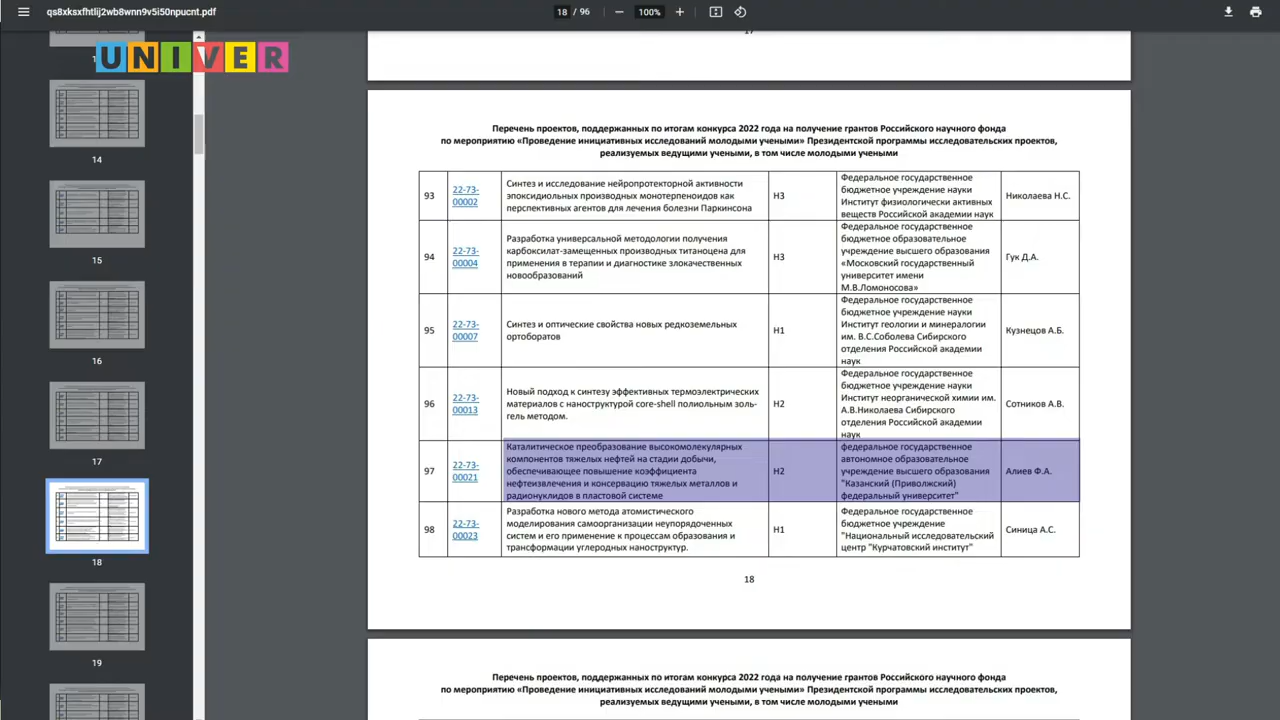 qs8xksxfhtlij2wb8wnn9v5i50npucnt.pdf
18 / 96
100%
UNIVER
14
15
16
17
18
19
17
Перечень проектов, поддержанных по итогам конкурса 2022 года на получение грантов Российского научного фонда
по мероприятию «Проведение инициативных исследований молодыми учеными» Президентской программы исследовательских проектов,
реализуемых ведущими учеными, в том числе молодыми учеными
93
22-73-
00002
Синтез и исследование нейропротекторной активности
эпоксидиольных производных монотерпеноидов как
перспективных агентов для лечения болезни Паркинсона
Н3
Федеральное государственное
бюджетное учреждение науки
Институт физиологически активных
веществ Российской академии наук
Николаева Н.С.
94
22-73-
00004
Разработка универсальной методологии получения
карбоксилат-замещенных производных титаноцена для
применения в терапии и диагностике злокачественных
новообразований
Н3
Федеральное государственное
бюджетное образовательное
учреждение высшего образования
«Московский государственный
университет имени
М.В.Ломоносова»
Гук Д.А.
95
22-73-
00007
Синтез и оптические свойства новых редкоземельных
ортоборатов
Н1
Федеральное государственное
бюджетное учреждение науки
Институт геологии и минералогии
им. В.С.Соболева Сибирского
отделения Российской академии
наук
Кузнецов А.Б.
96
22-73-
00013
Новый подход к синтезу эффективных термоэлектрических
материалов с наноструктурой core-shell полиольным золь-
гель методом.
Н2
Федеральное государственное
бюджетное учреждение науки
Институт неорганической химии им.
А.В.Николаева Сибирского
отделения Российской академии
наук
Сотников А.В.
97
22-73-
00021
Каталитическое преобразование высокомолекулярных
компонентов тяжелых нефтей на стадии добычи,
обеспечивающее повышение коэффициента
нефтеизвлечения и консервацию тяжелых металлов и
радионуклидов в пластовой системе
Н2
федеральное государственное
автономное образовательное
учреждение высшего образования
"Казанский (Приволжский)
федеральный университет"
Алиев Ф.А.
98
22-73-
00023
Разработка нового метода атомистического
моделирования самоорганизации неупорядоченных
систем и его применение к процессам образования и
трансформации углеродных наноструктур.
Н1
Федеральное государственное
бюджетное учреждение
"Национальный исследовательский
центр "Курчатовский институт"
Синица А.С.
18
Перечень проектов, поддержанных по итогам конкурса 2022 года на получение грантов Российского научного фонда
по мероприятию «Проведение инициативных исследований молодыми учеными» Президентской программы исследовательских проектов,
реализуемых ведущими учеными, в том числе молодыми учеными